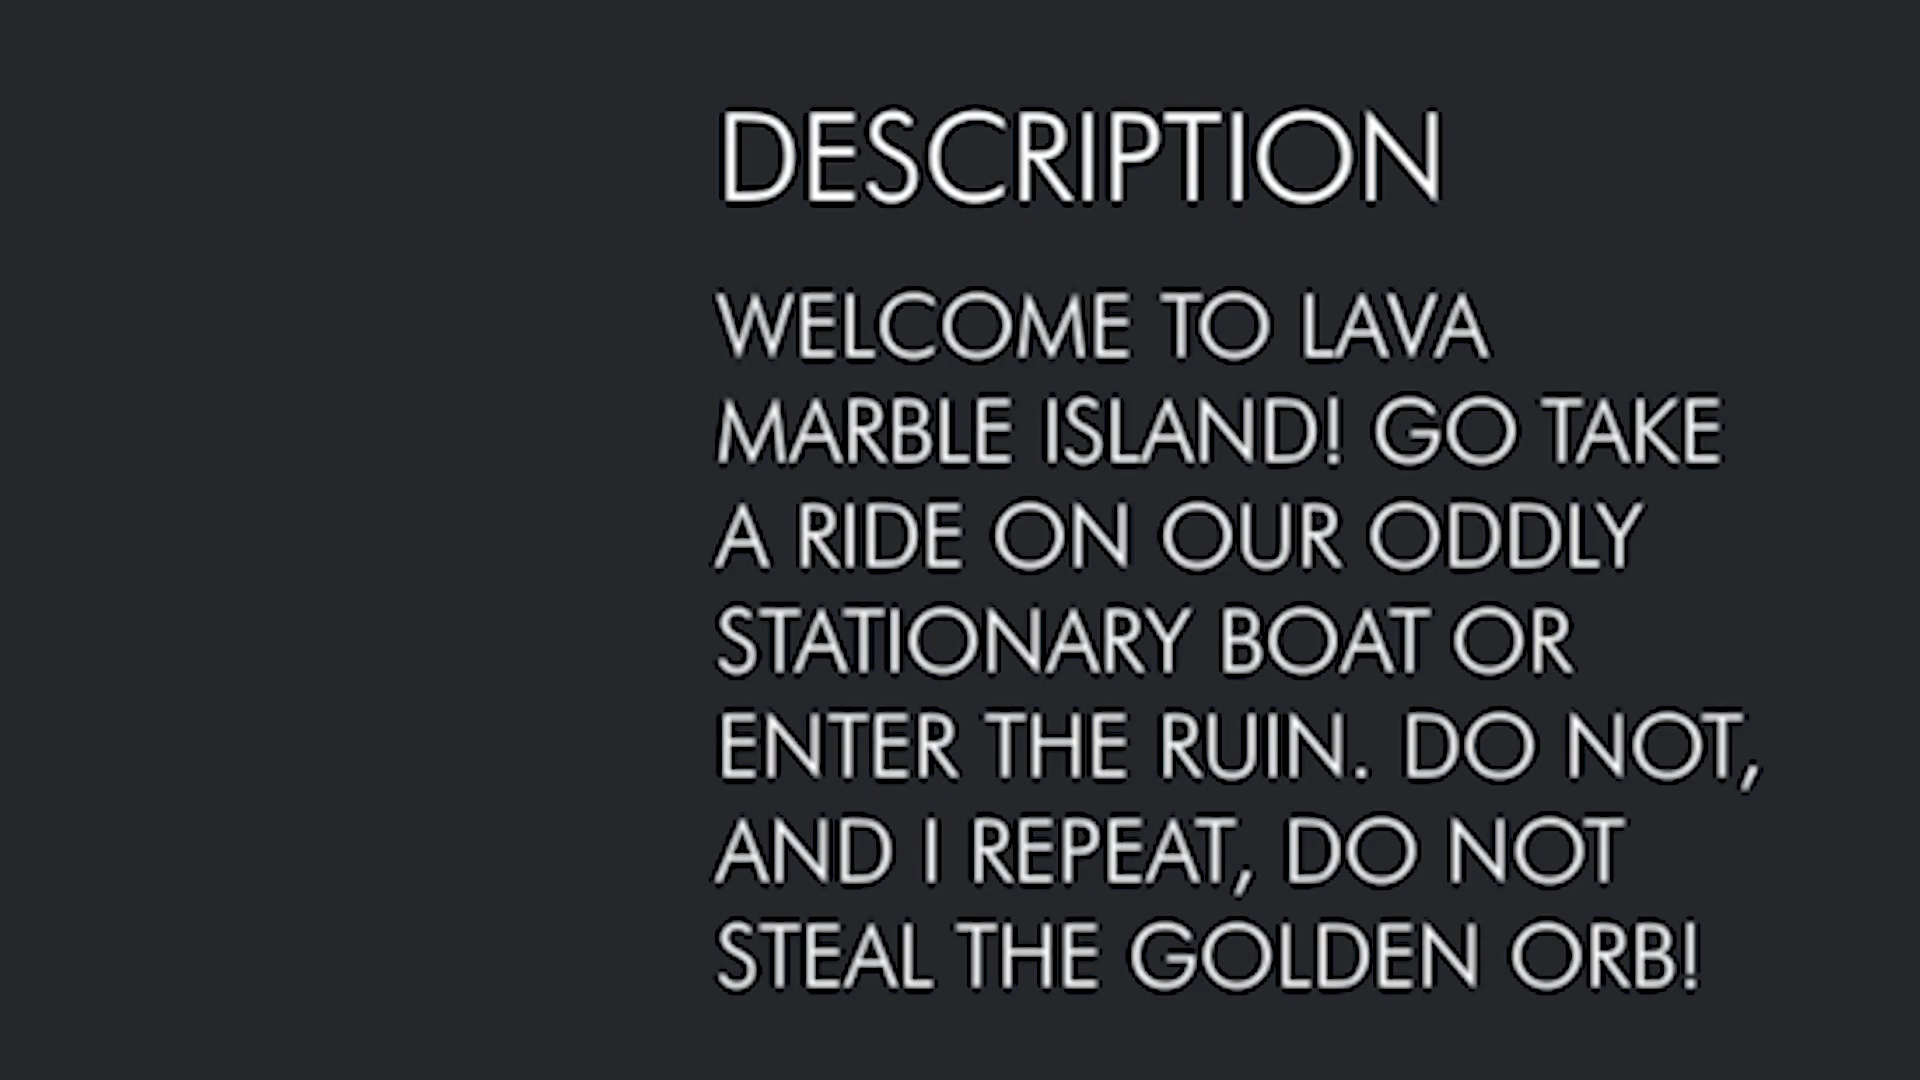 DESCRIPTION
WELCOME TO LAVA
MARBLE ISLAND! GO TAKE
A RIDE ON OUR ODDLY
STATIONARY BOAT OR
ENTER THE RUIN. DO NOT,
AND I REPEAT, DO NOT
STEAL THE GOLDEN ORB!